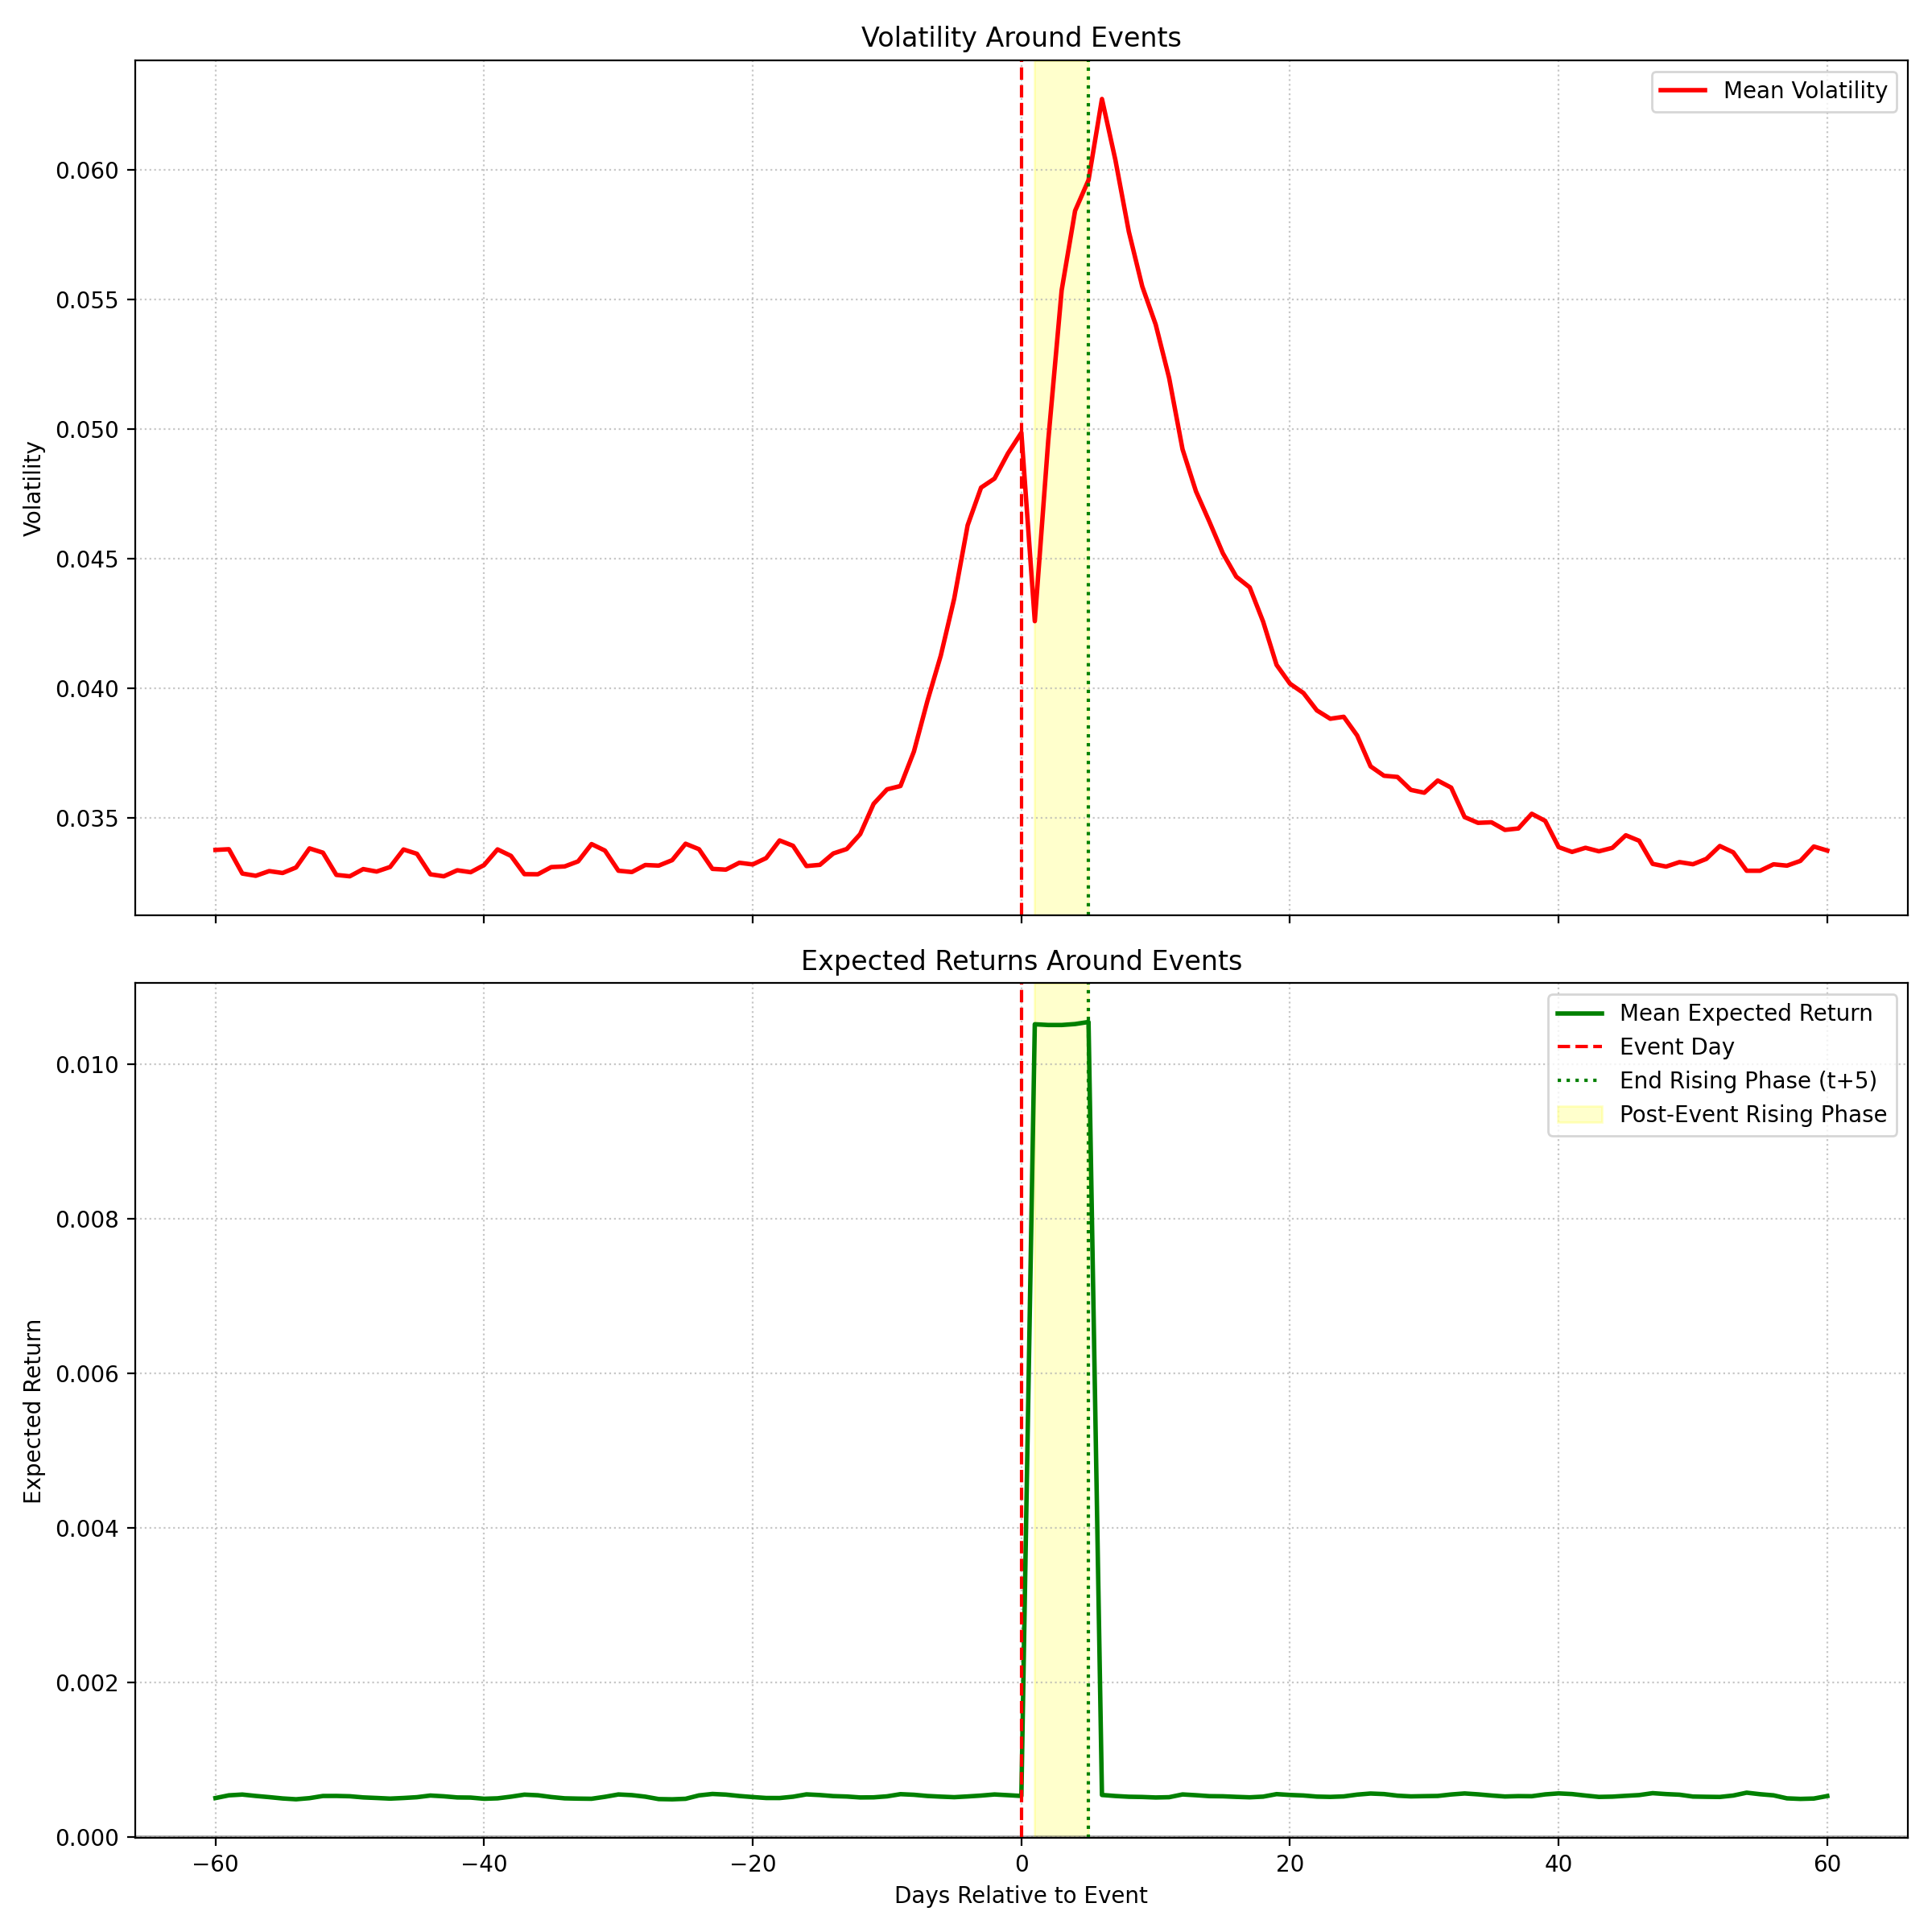 Volatility Around Events
Mean Volatility
Volatility
0.060
0.055
0.050
0.045
0.040
0.035
Expected Returns Around Events
Mean Expected Return
Event Day
End Rising Phase (t+5)
Post-Event Rising Phase
Expected Return
0.010
0.008
0.006
0.004
0.002
0.000
−60 −40 −20 0 20 40 60
Days Relative to Event